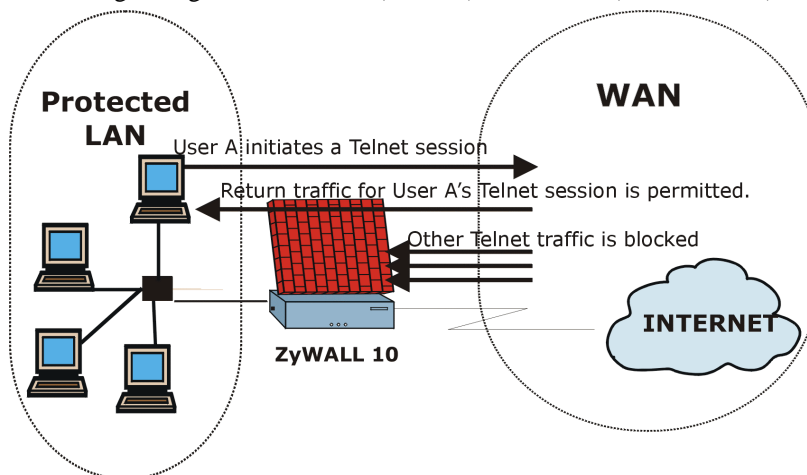 Protected
LAN
WAN
User A initiates a Telnet session
Return traffic for User A's Telnet session is permitted.
Other Telnet traffic is blocked
INTERNET
ZyWALL 10